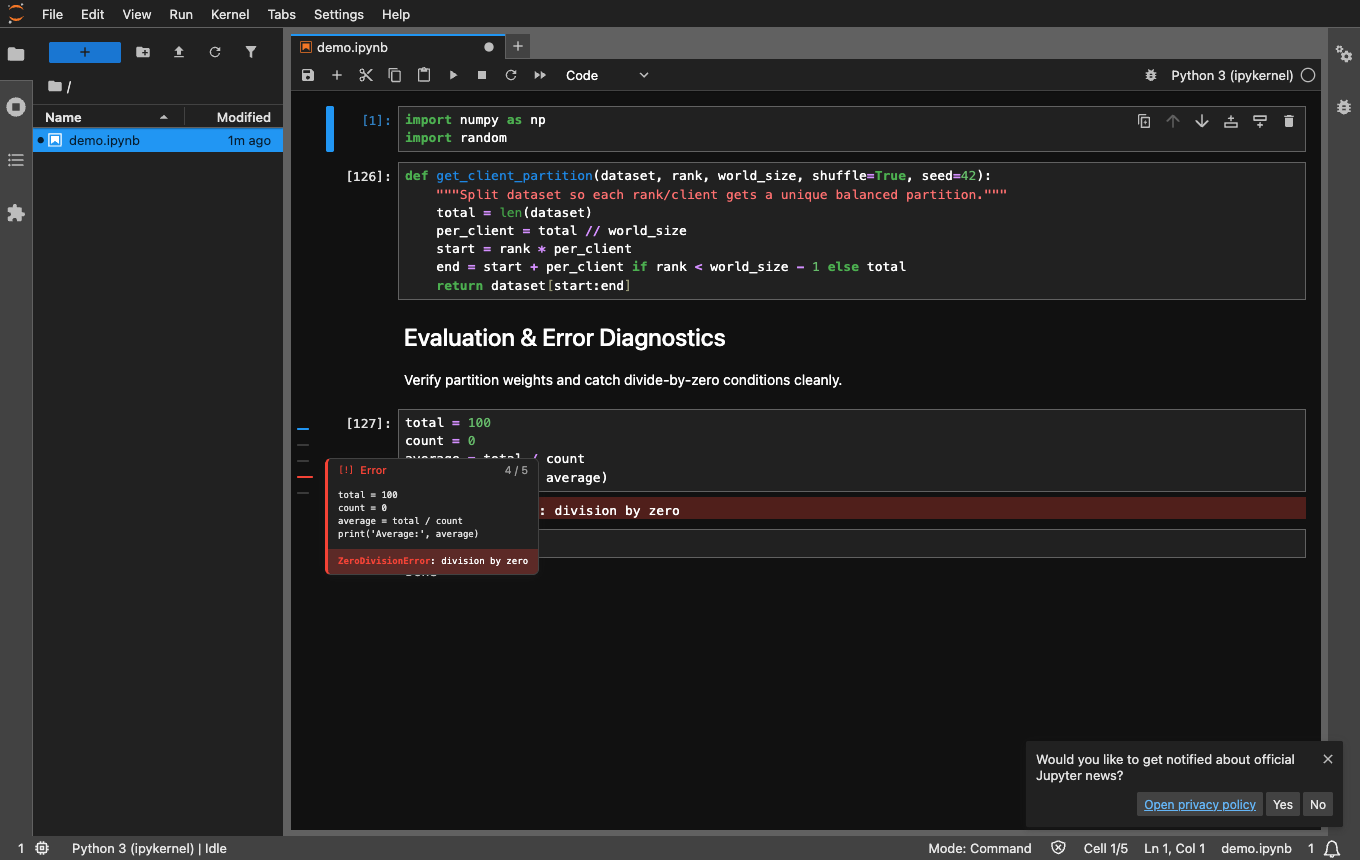 File Edit View Run Kernel Tabs Settings Help
demo.ipynb
Code
Python 3 (ipykernel)
/
Name Modified
demo.ipynb 1m ago
[1]:
import numpy as np
import random
[126]:
def get_client_partition(dataset, rank, world_size, shuffle=True, seed=42):
"""Split dataset so each rank/client gets a unique balanced partition."""
total = len(dataset)
per_client = total // world_size
start = rank * per_client
end = start + per_client if rank < world_size - 1 else total
return dataset[start:end]
Evaluation & Error Diagnostics
Verify partition weights and catch divide-by-zero conditions cleanly.
[127]:
total = 100
count = 0
average = total / count
average)
: division by zero
[!] Error 4 / 5
total = 100
count = 0
average = total / count
print('Average:', average)
ZeroDivisionError: division by zero
Would you like to get notified about official
Jupyter news?
Open privacy policy Yes No
1 Python 3 (ipykernel) | Idle
Mode: Command Cell 1/5 Ln 1, Col 1 demo.ipynb 1